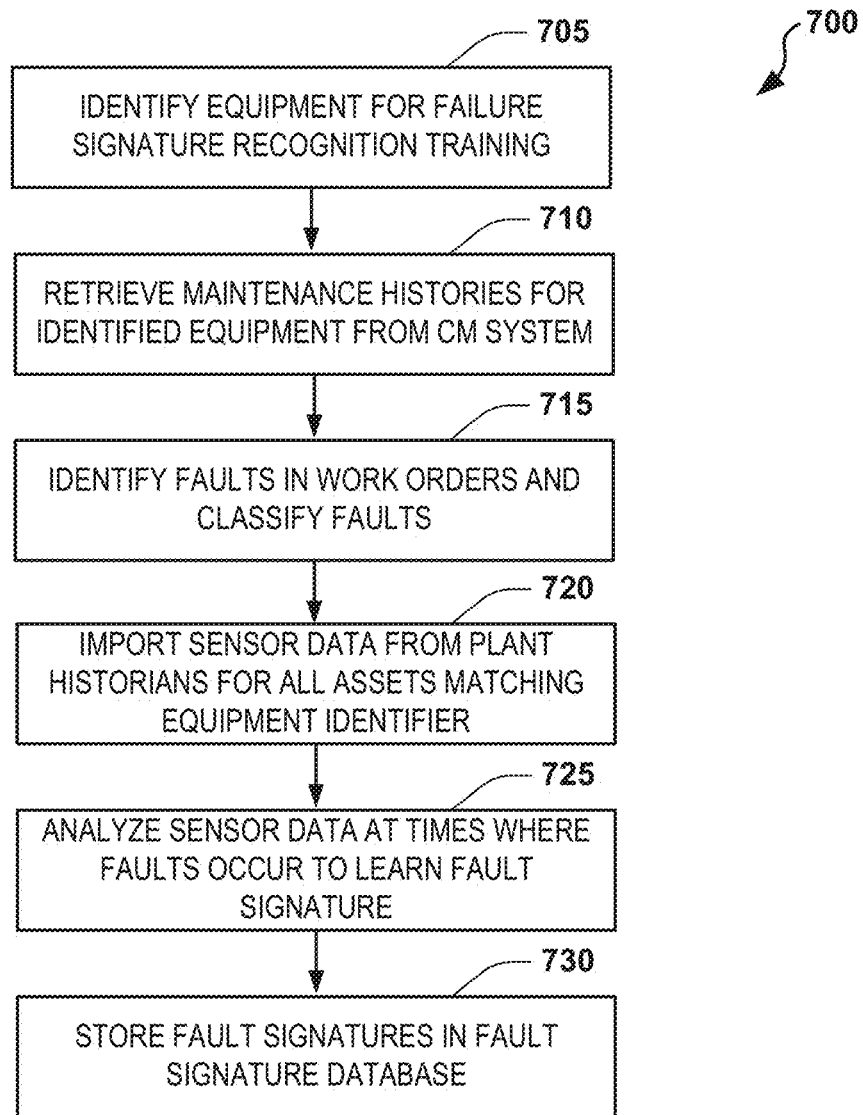 700
705
IDENTIFY EQUIPMENT FOR FAILURE
SIGNATURE RECOGNITION TRAINING
710
RETRIEVE MAINTENANCE HISTORIES FOR
IDENTIFIED EQUIPMENT FROM CM SYSTEM
715
IDENTIFY FAULTS IN WORK ORDERS AND
CLASSIFY FAULTS
720
IMPORT SENSOR DATA FROM PLANT
HISTORIANS FOR ALL ASSETS MATCHING
EQUIPMENT IDENTIFIER
725
ANALYZE SENSOR DATA AT TIMES WHERE
FAULTS OCCUR TO LEARN FAULT
SIGNATURE
730
STORE FAULT SIGNATURES IN FAULT
SIGNATURE DATABASE